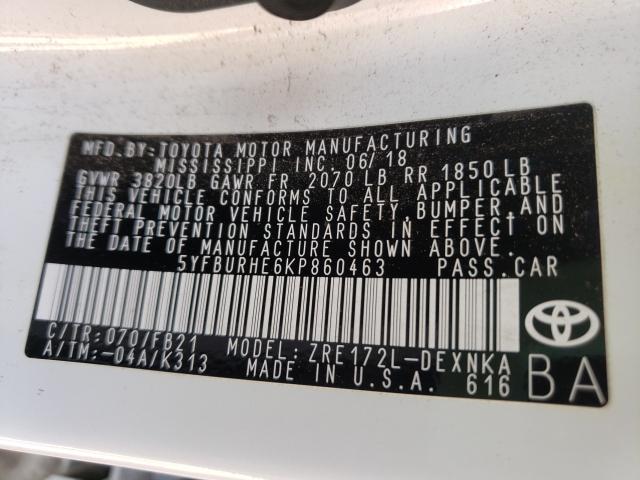 MFD.BY:TOYOTA MOTOR MANUFACTURING
MISSISSIPPI INC 06/18
GVWR 3820LB GAWR FR 2070 LB RR 1850 LB
THIS VEHICLE CONFORMS TO ALL APPLICABLE
FEDERAL MOTOR VEHICLE SAFETY, BUMPER, AND
THEFT PREVENTION STANDARDS IN EFFECT ON
THE DATE OF MANUFACTURE SHOWN ABOVE.
5YFBURHE6KP860463 PASS.CAR
C/TR:070/FB21 MODEL: ZRE172L-DEXNKA
A/TM:-04A/K313 MADE IN U.S.A. 616
BA